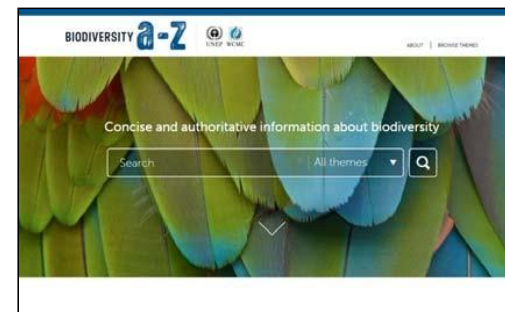 BIODIVERSITY a-Z
UNEP WCMC
ABOUT | BROWSE THEMES
Concise and authoritative information about biodiversity
Search
All themes